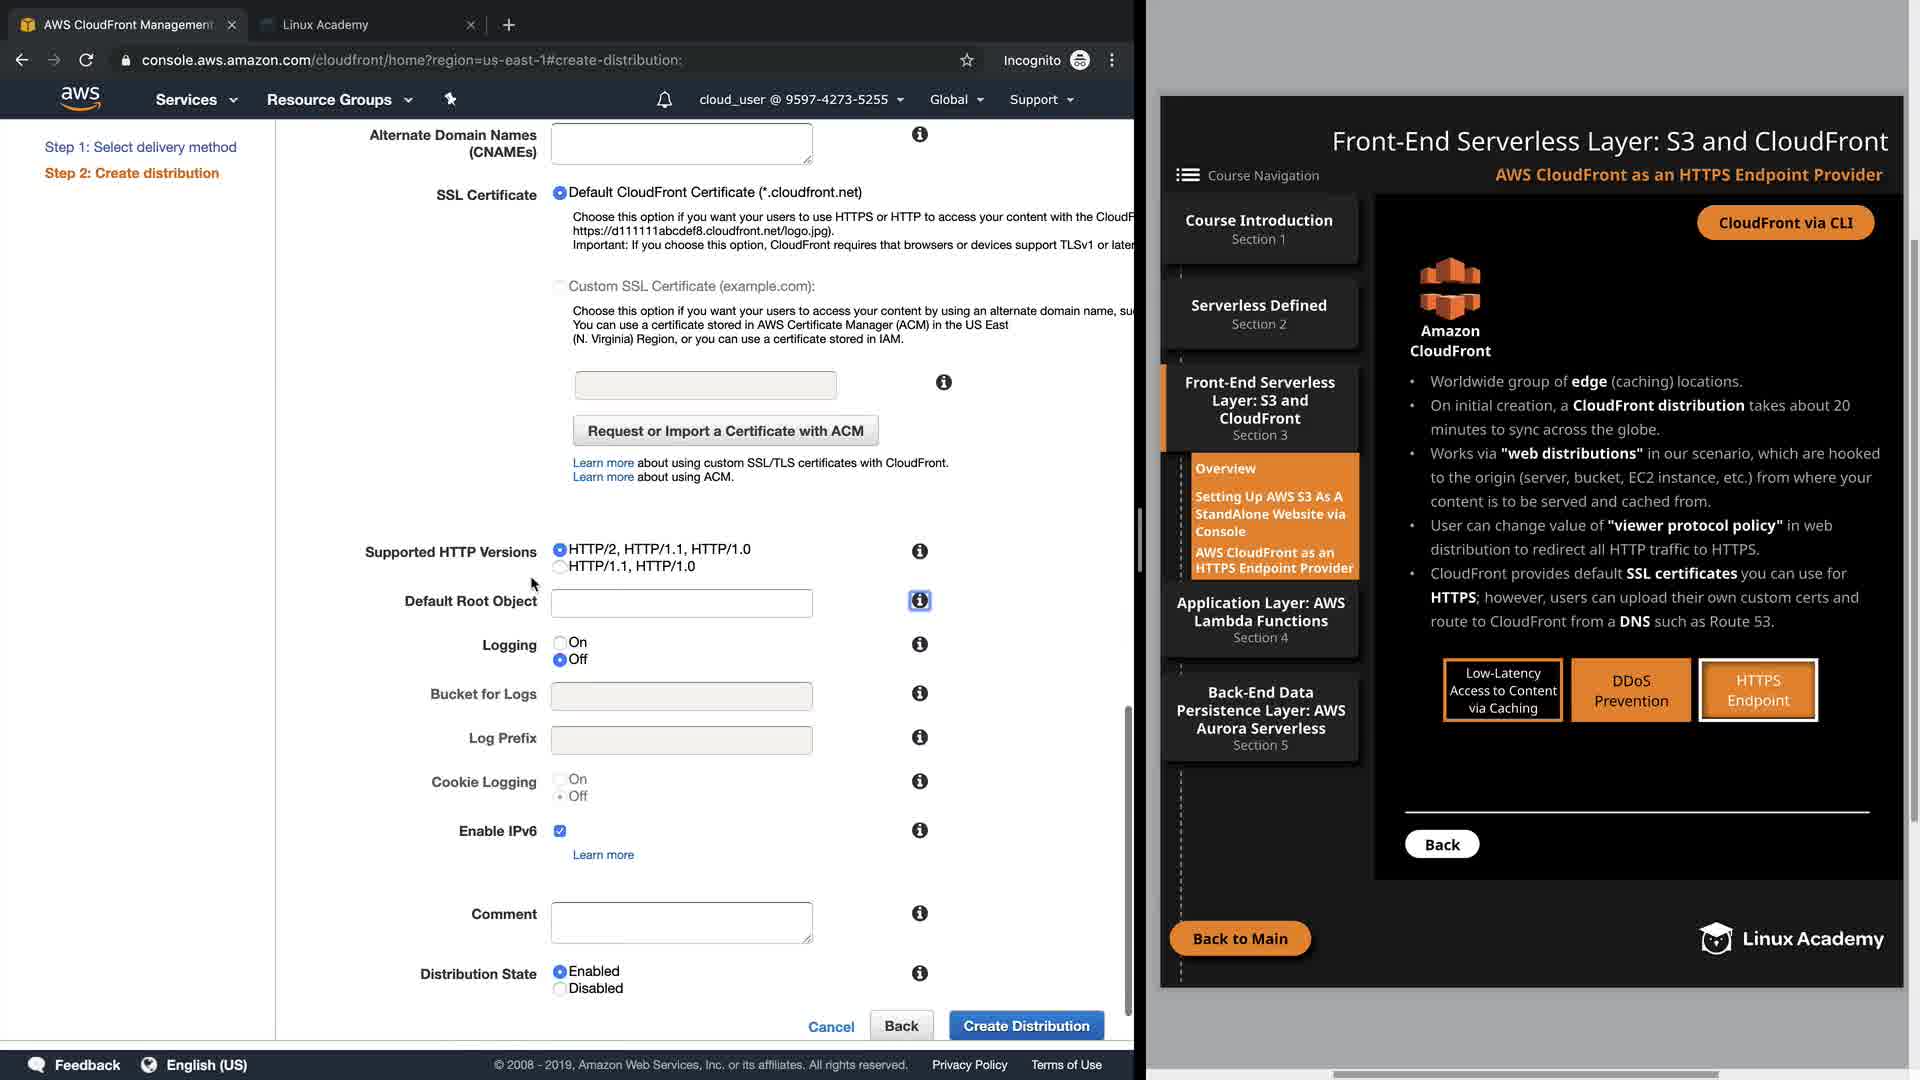 AWS CloudFront Management
Linux Academy
console.aws.amazon.com/cloudfront/home?region=us-east-1#create-distribution:
Incognito
aws
Services
Resource Groups
cloud_user @ 9597-4273-5255
Global
Support
Step 1: Select delivery method
Step 2: Create distribution
Alternate Domain Names
(CNAMEs)
SSL Certificate
Default CloudFront Certificate (*.cloudfront.net)
Choose this option if you want your users to use HTTPS or HTTP to access your content with the CloudF
https://d111111abcdef8.cloudfront.net/logo.jpg).
Important: If you choose this option, CloudFront requires that browsers or devices support TLSv1 or later
Custom SSL Certificate (example.com):
Choose this option if you want your users to access your content by using an alternate domain name, su
You can use a certificate stored in AWS Certificate Manager (ACM) in the US East
(N. Virginia) Region, or you can use a certificate stored in IAM.
Request or Import a Certificate with ACM
Learn more about using custom SSL/TLS certificates with CloudFront.
Learn more about using ACM.
Supported HTTP Versions
HTTP/2, HTTP/1.1, HTTP/1.0
HTTP/1.1, HTTP/1.0
Default Root Object
Logging
On
Off
Bucket for Logs
Log Prefix
Cookie Logging
On
Off
Enable IPv6
Learn more
Comment
Distribution State
Enabled
Disabled
Cancel
Back
Create Distribution
Feedback
English (US)
© 2008 - 2019, Amazon Web Services, Inc. or its affiliates. All rights reserved.
Privacy Policy
Terms of Use
Front-End Serverless Layer: S3 and CloudFront
Course Navigation
AWS CloudFront as an HTTPS Endpoint Provider
Course Introduction
Section 1
Serverless Defined
Section 2
Front-End Serverless
Layer: S3 and
CloudFront
Section 3
Overview
Setting Up AWS S3 As A
StandAlone Website via
Console
AWS CloudFront as an
HTTPS Endpoint Provider
Application Layer: AWS
Lambda Functions
Section 4
Back-End Data
Persistence Layer: AWS
Aurora Serverless
Section 5
CloudFront via CLI
Amazon
CloudFront
• Worldwide group of edge (caching) locations.
• On initial creation, a CloudFront distribution takes about 20
minutes to sync across the globe.
• Works via "web distributions" in our scenario, which are hooked
to the origin (server, bucket, EC2 instance, etc.) from where your
content is to be served and cached from.
• User can change value of "viewer protocol policy" in web
distribution to redirect all HTTP traffic to HTTPS.
• CloudFront provides default SSL certificates you can use for
HTTPS; however, users can upload their own custom certs and
route to CloudFront from a DNS such as Route 53.
Low-Latency
Access to Content
via Caching
DDoS
Prevention
HTTPS
Endpoint
Back
Back to Main
Linux Academy